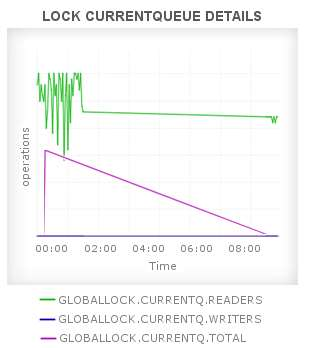 LOCK CURRENTQUEUE DETAILS
operations
00:00 02:00 04:00 06:00 08:00
Time
GLOBALLOCK.CURRENTQ.READERS
GLOBALLOCK.CURRENTQ.WRITERS
GLOBALLOCK.CURRENTQ.TOTAL